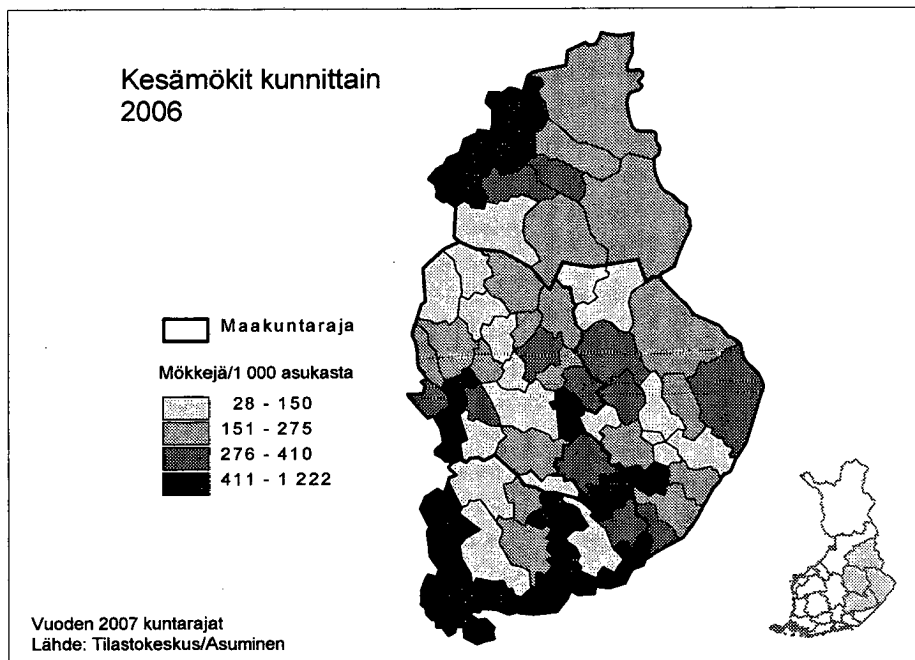 Kesämökit kunnittain
2006
Maakuntaraja
Mökkejä/1 000 asukasta
28 - 150
151 - 275
276 - 410
411 - 1 222
Vuoden 2007 kuntarajat
Lähde: Tilastokeskus/Asuminen